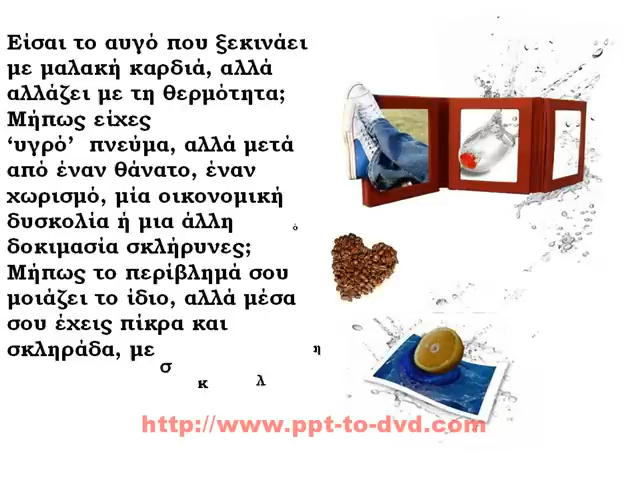 Είσαι το αυγό που ξεκινάει
με μαλακή καρδιά, αλλά
αλλάζει με τη θερμότητα;
Μήπως είχες
‘υγρό’ πνεύμα, αλλά μετά
από έναν θάνατο, έναν
χωρισμό, μία οικονομική
δυσκολία ή μια άλλη
δοκιμασία σκλήρυνες;
Μήπως το περίβλημά σου
μοιάζει το ίδιο, αλλά μέσα
σου έχεις πίκρα και
σκληράδα, με
σ κ λ η ό
http://www.ppt-to-dvd.com